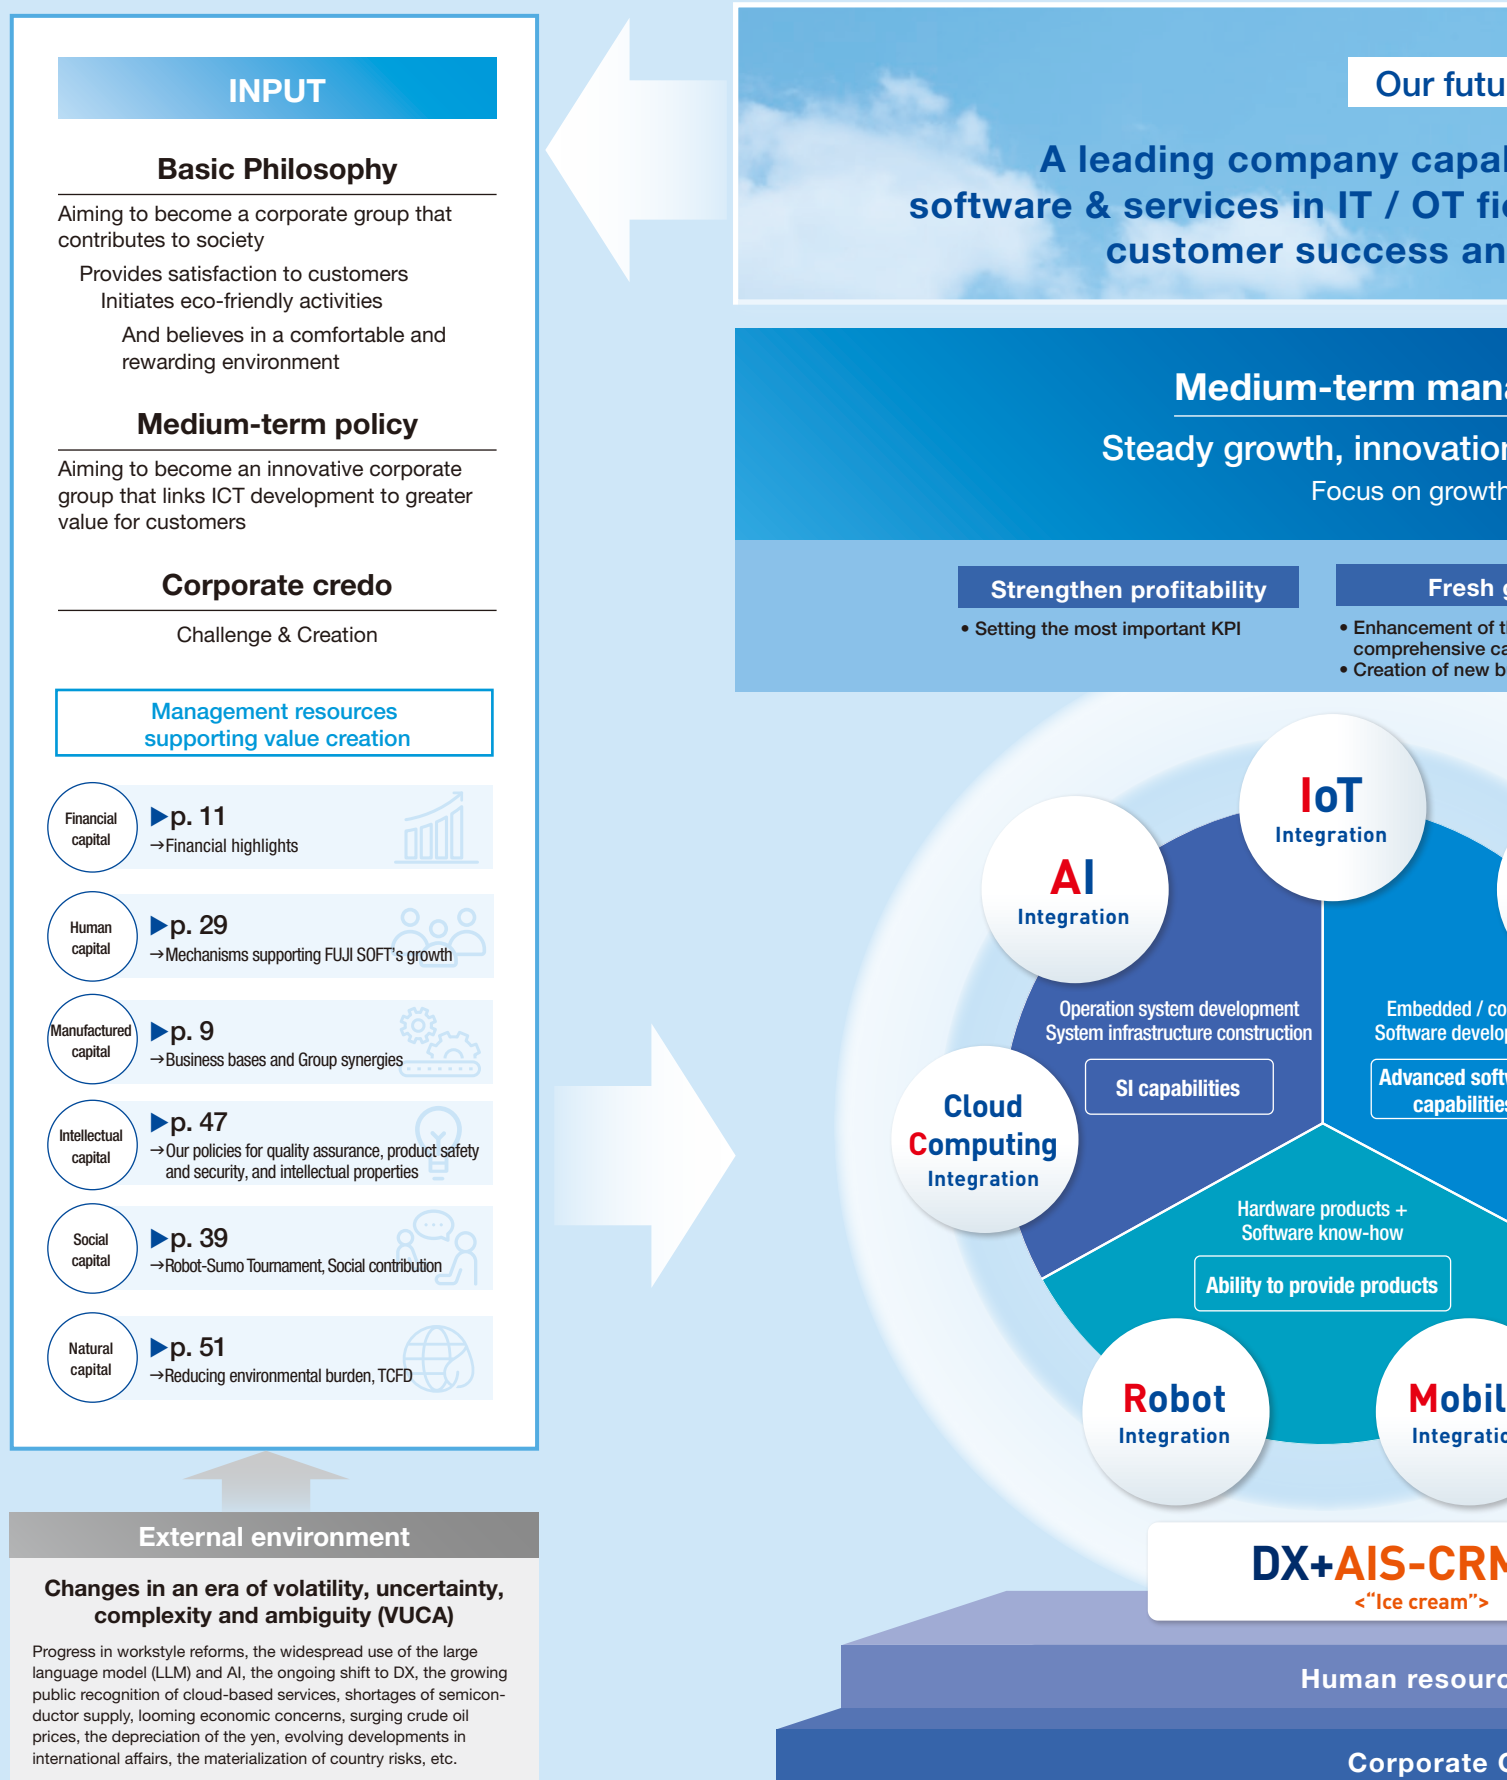 INPUT
Basic Philosophy
Aiming to become a corporate group that
contributes to society
Provides satisfaction to customers
Initiates eco-friendly activities
And believes in a comfortable and
rewarding environment
Medium-term policy
Aiming to become an innovative corporate
group that links ICT development to greater
value for customers
Corporate credo
Challenge & Creation
Management resources
supporting value creation
Financial
capital
▶p. 11
→Financial highlights
Human
capital
▶p. 29
→Mechanisms supporting FUJI SOFT's growth
Manufactured
capital
▶p. 9
→Business bases and Group synergies
Intellectual
capital
▶p. 47
→Our policies for quality assurance, product safety
and security, and intellectual properties
Social
capital
▶p. 39
→Robot-Sumo Tournament, Social contribution
Natural
capital
▶p. 51
→Reducing environmental burden, TCFD
External environment
Changes in an era of volatility, uncertainty,
complexity and ambiguity (VUCA)
Progress in workstyle reforms, the widespread use of the large
language model (LLM) and AI, the ongoing shift to DX, the growing
public recognition of cloud-based services, shortages of semicon-
ductor supply, looming economic concerns, surging crude oil
prices, the depreciation of the yen, evolving developments in
international affairs, the materialization of country risks, etc.
Our futu
A leading company capab
software & services in IT / OT fie
customer success an
Medium-term mana
Steady growth, innovation
Focus on growth
Strengthen profitability
• Setting the most important KPI
Fresh g
• Enhancement of t
comprehensive ca
• Creation of new b
IoT
Integration
AI
Integration
Cloud
Computing
Integration
Operation system development
System infrastructure construction
SI capabilities
Embedded / co
Software develop
Advanced softw
capabilities
Hardware products +
Software know-how
Ability to provide products
Robot
Integration
Mobil
Integratio
DX+AIS-CRM
<"Ice cream">
Human resourc
Corporate G